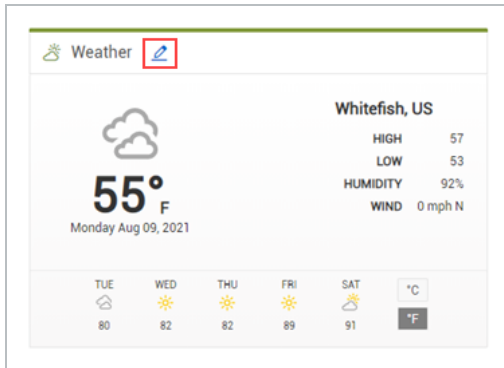 Weather
Whitefish, US
HIGH 57
LOW 53
HUMIDITY 92%
WIND 0 mph N
55°F
Monday Aug 09, 2021
TUE WED THU FRI SAT
80 82 82 89 91
°C
°F